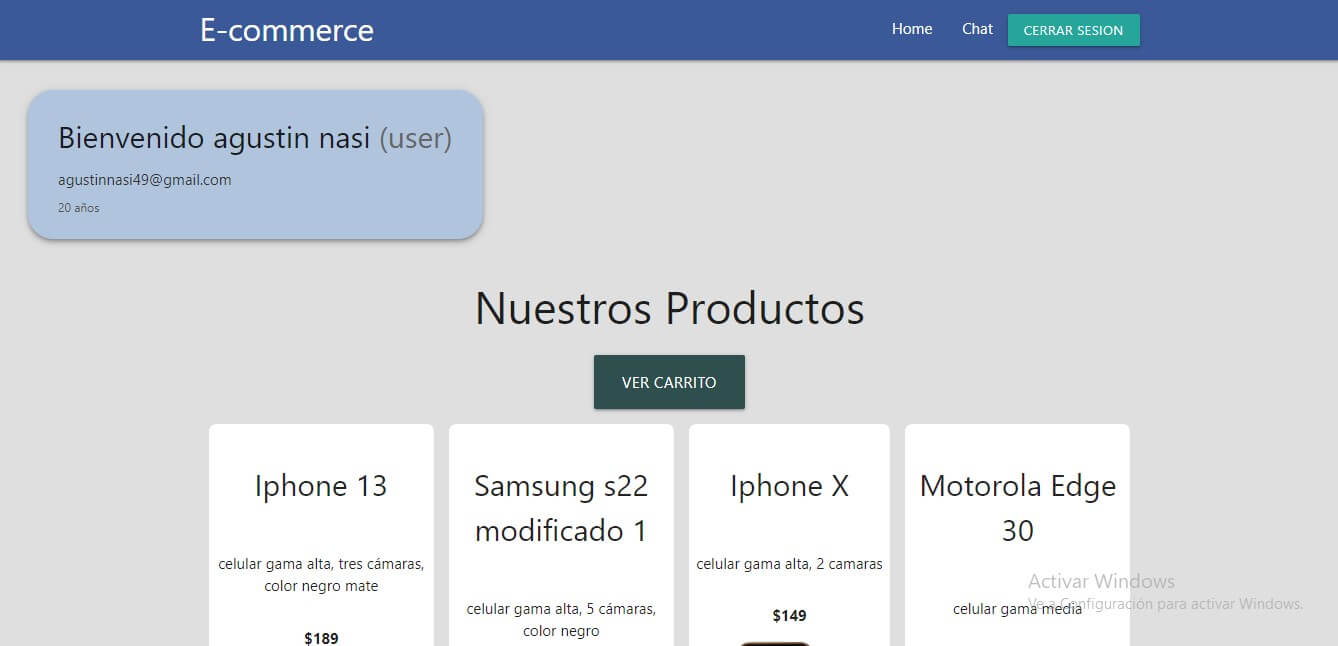 E-commerce
Home
Chat
CERRAR SESION
Bienvenido agustin nasi (user)
agustinnasi49@gmail.com
20 años
Nuestros Productos
VER CARRITO
Iphone 13
celular gama alta, tres cámaras,
color negro mate
$189
Samsung s22
modificado 1
celular gama alta, 5 cámaras,
color negro
Iphone X
celular gama alta, 2 camaras
$149
Motorola Edge
30
celular gama media
Activar Windows
Ve a Configuración para activar Windows.